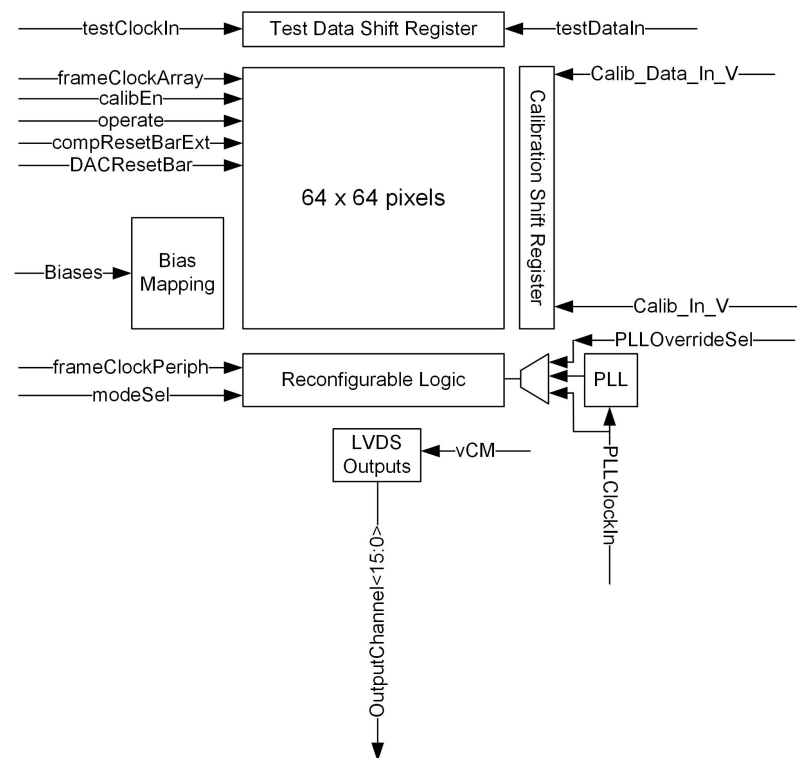 testClockIn
Test Data Shift Register
testDataIn
frameClockArray
calibEn
operate
compResetBarExt
DACResetBar
64 x 64 pixels
Calibration Shift Register
Calib_Data_In_V
Biases
Bias
Mapping
Calib_In_V
PLLOverrideSel
frameClockPeriph
modeSel
Reconfigurable Logic
PLL
LVDS
Outputs
vCM
PLLClockIn
OutputChannel<15:0>